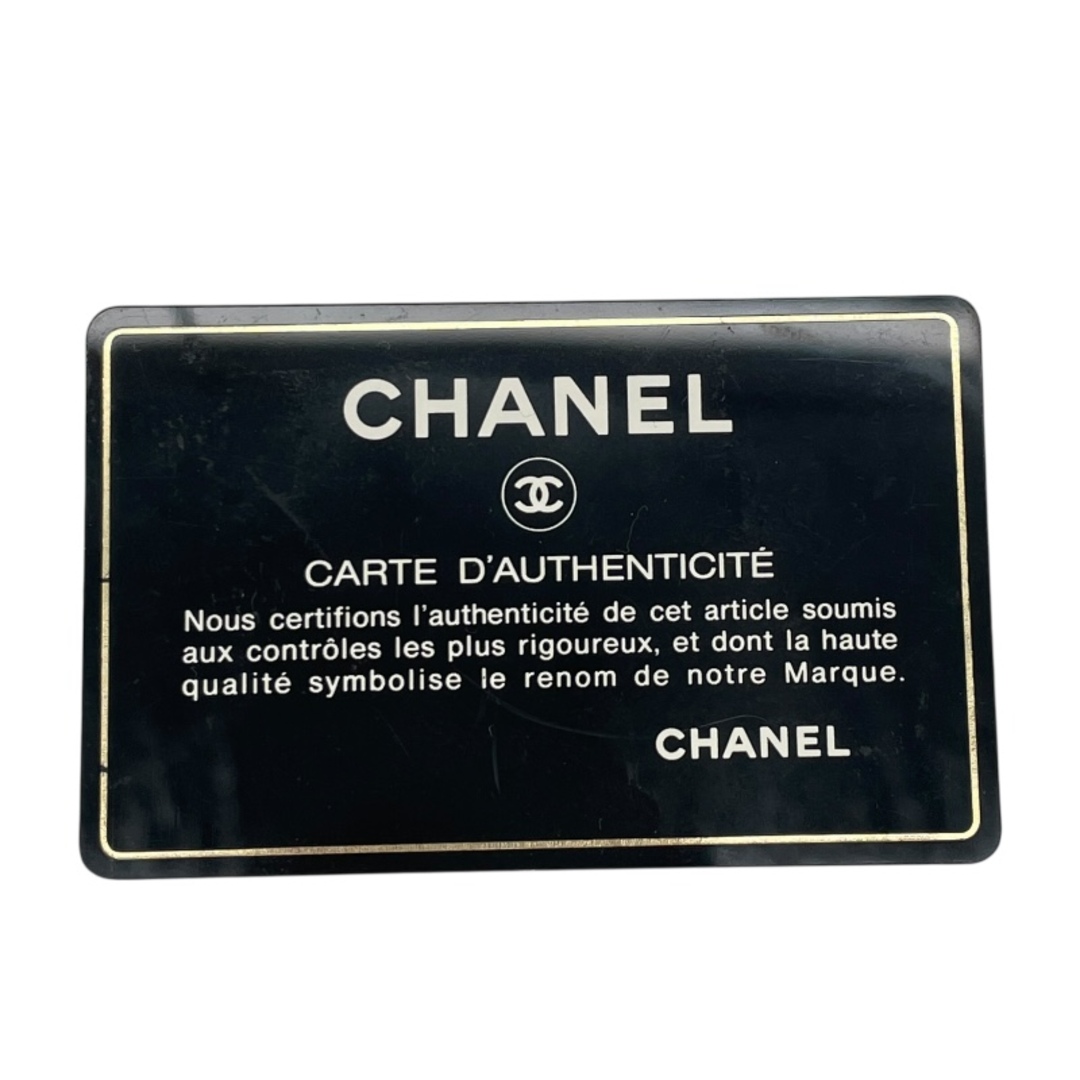 CHANEL
CARTE D'AUTHENTICITÉ
Nous certifions l'authenticité de cet article soumis
aux contrôles les plus rigoureux, et dont la haute
qualité symbolise le renom de notre Marque.
CHANEL